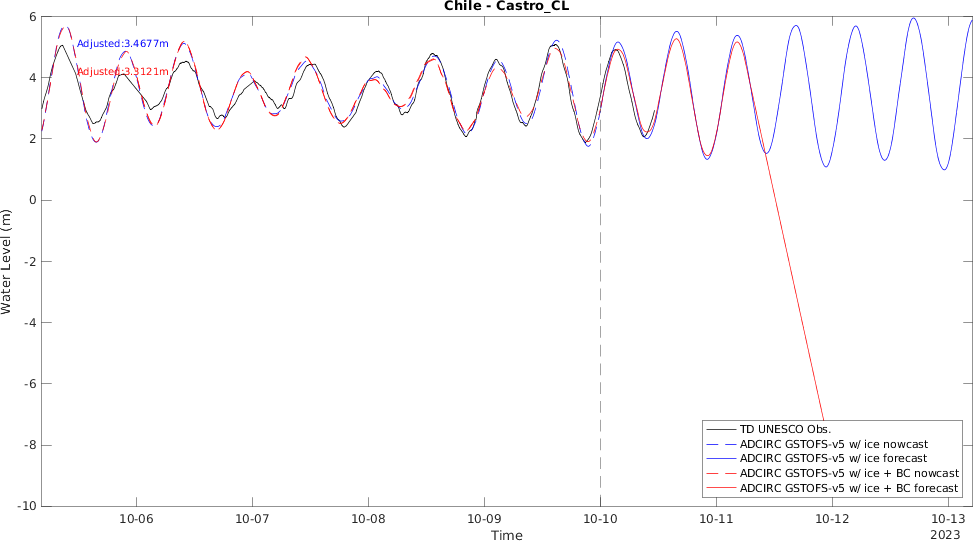 Chile - Castro_CL
6
Adjusted:3.4677m
Adjusted:3.3121m
4
2
0
-2
-4
-6
-8
-10
Water Level (m)
TD UNESCO Obs.
ADCIRC GSTOFS-v5 w/ ice nowcast
ADCIRC GSTOFS-v5 w/ ice forecast
ADCIRC GSTOFS-v5 w/ ice + BC nowcast
ADCIRC GSTOFS-v5 w/ ice + BC forecast
10-06 10-07 10-08 10-09 10-10 10-11 10-12 10-13
Time
2023